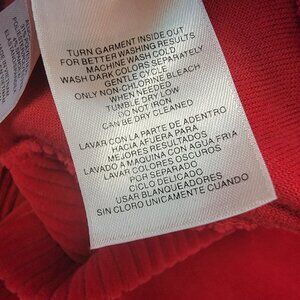 TURN GARMENT INSIDE OUT
FOR BETTER WASHING RESULTS
MACHINE WASH COLD
WASH DARK COLORS SEPARATELY
GENTLE CYCLE
ONLY NON-CHLORINE BLEACH
WHEN NEEDED
TUMBLE DRY LOW
DO NOT IRON
CAN BE DRY CLEANED
LAVAR CON LA PARTE DE ADENTRO
HACIA AFUERA PARA
MEJORES RESULTADOS
LAVADO A MAQUINA CON AGUA FRIA
LAVAR COLORES OSCUROS
POR SEPARADO
CICLO DELICADO
USAR BLANQUEADORES
SIN CLORO UNICAMENTE CUANDO